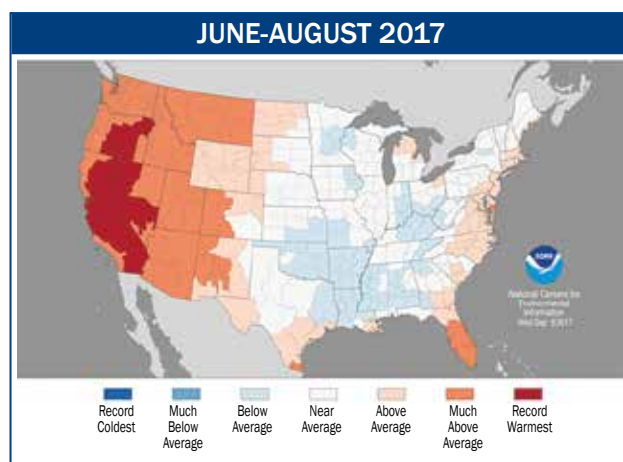 JUNE-AUGUST 2017
National Centers for
Environmental
Information
Record
Coldest
Much
Below
Average
Below
Average
Near
Average
Above
Average
Much
Above
Average
Record
Warmest